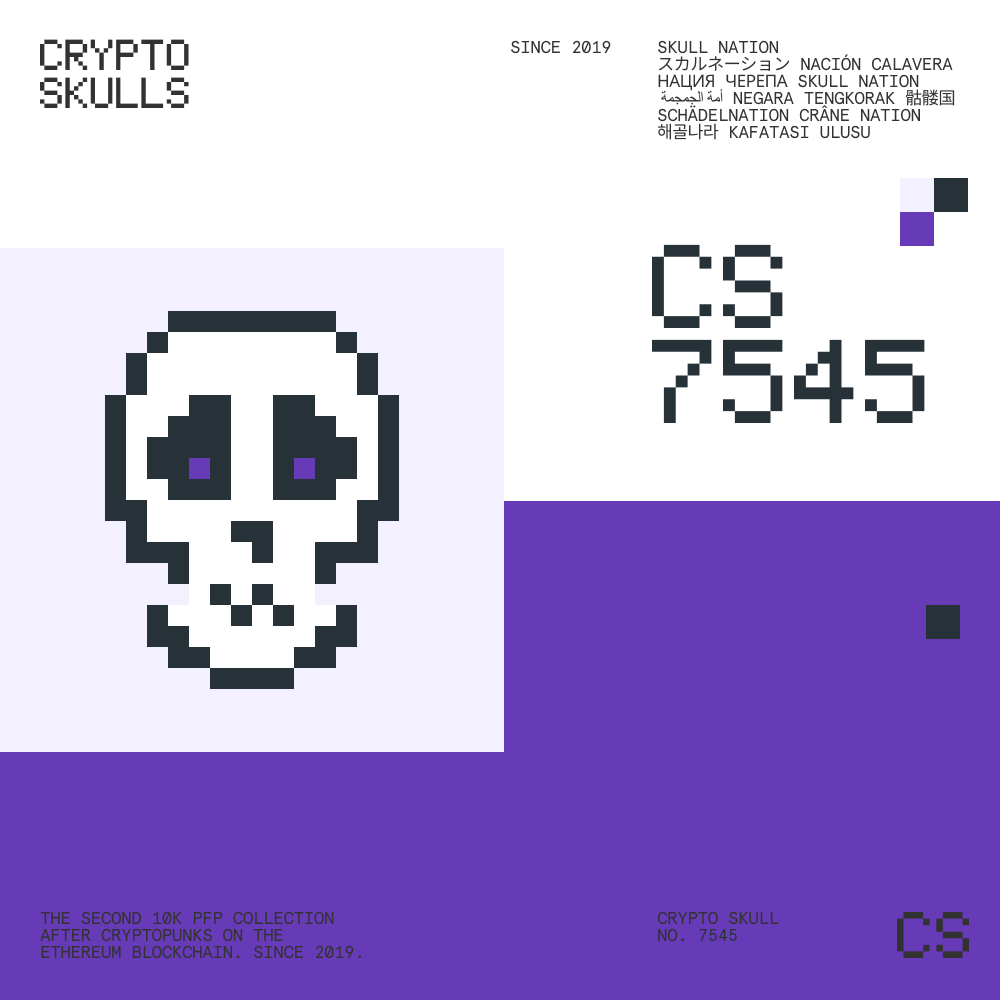 CRYPTO
SKULLS
SINCE 2019
SKULL NATION
スカルネーション NACIÓN CALAVERA
НАЦИЯ ЧЕРЕПА SKULL NATION
أمة الجمجمة NEGARA TENGKORAK 骷髅国
SCHÄDELNATION CRÂNE NATION
해골나라 KAFATASI ULUSU
CS
7545
THE SECOND 10K PFP COLLECTION
AFTER CRYPTOPUNKS ON THE
ETHEREUM BLOCKCHAIN. SINCE 2019.
CRYPTO SKULL
NO. 7545
CS